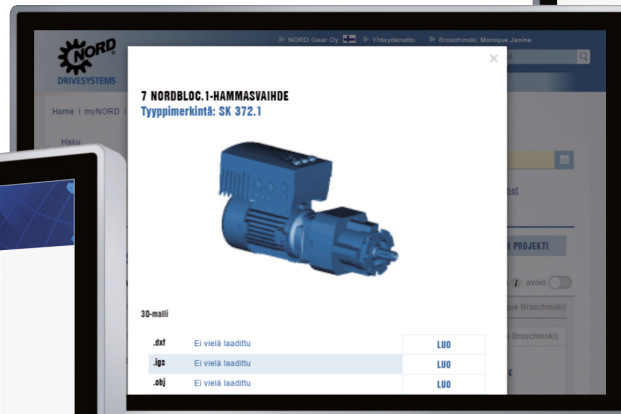 NORD Gear Oy Yhteydenotto Broschinski, Monique Janine
NORD
DRIVESYSTEMS
Home | myNORD |
Haku
7 NORDBLOC.1-HAMMASVAIHDE
Tyyppimerkintä: SK 372.1
PROJEKTI
avoin
que Broschinski)
e Broschinski)
€
3D-malli
.dxf Ei vielä laadittu LUO
.igs Ei vielä laadittu LUO
.obj Ei vielä laadittu LUO